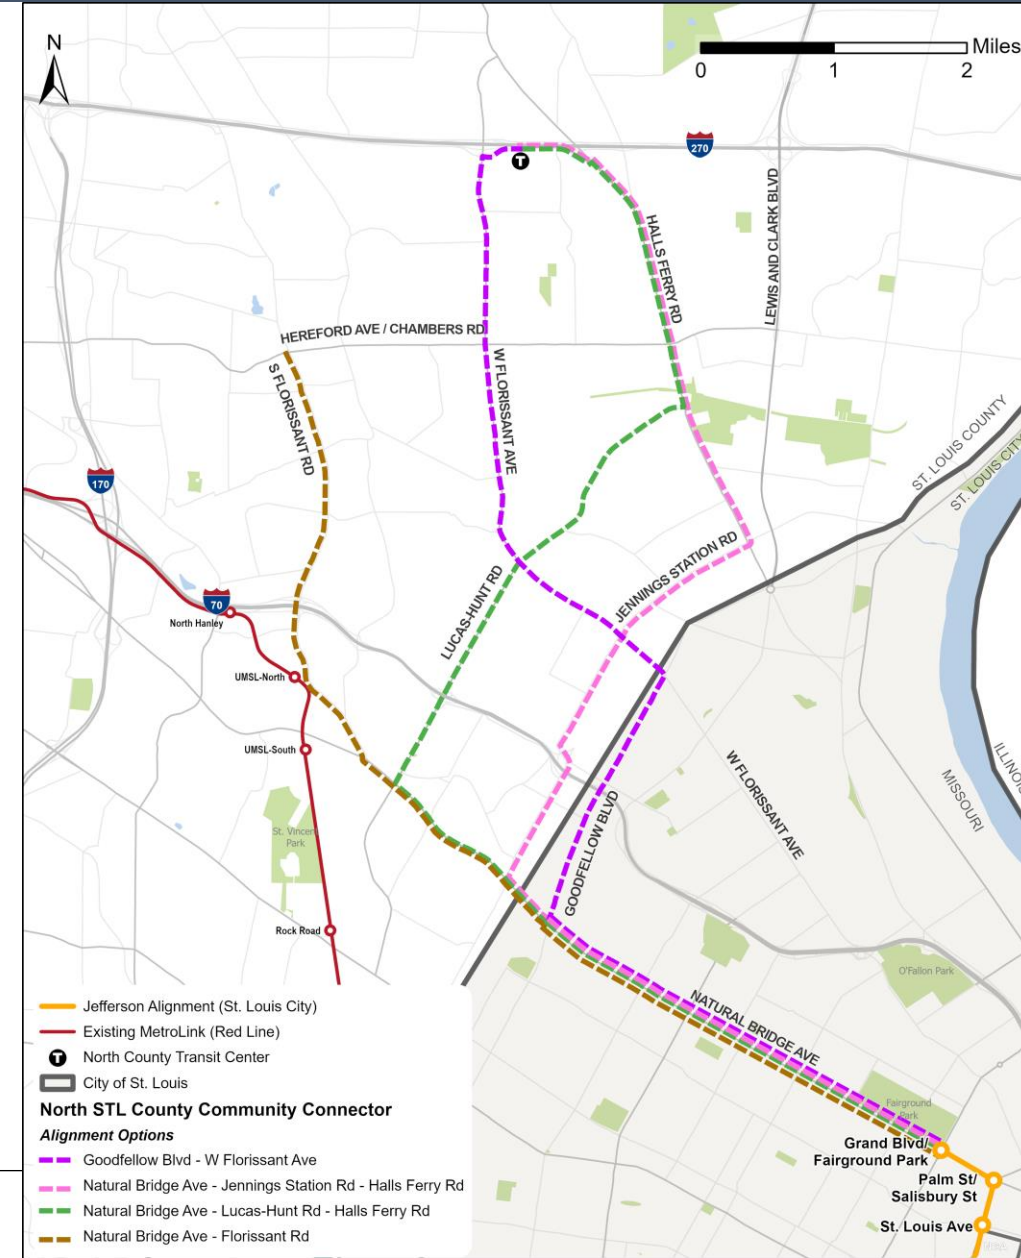 N
Miles
0 1 2
270
HALLS FERRY RD
LEWIS AND CLARK BLVD
HEREFORD AVE / CHAMBERS RD
S FLORISSANT RD
W FLORISSANT AVE
ST. LOUIS COUNTY
ST. LOUIS CITY
170
JENNINGS STATION RD
LUCAS-HUNT RD
70
North Hanley
UMSL-North
UMSL-South
W FLORISSANT AVE
ILLINOIS
MISSOURI
GOODFELLOW BLVD
St. Vincent
Park
Rock Road
O'Fallon Park
NATURAL BRIDGE AVE
Fairground
Park
Grand Blvd/
Fairground Park
Palm St/
Salisbury St
St. Louis Ave
Jefferson Alignment (St. Louis City)
Existing MetroLink (Red Line)
T North County Transit Center
City of St. Louis
North STL County Community Connector
Alignment Options
Goodfellow Blvd - W Florissant Ave
Natural Bridge Ave - Jennings Station Rd - Halls Ferry Rd
Natural Bridge Ave - Lucas-Hunt Rd - Halls Ferry Rd
Natural Bridge Ave - Florissant Rd